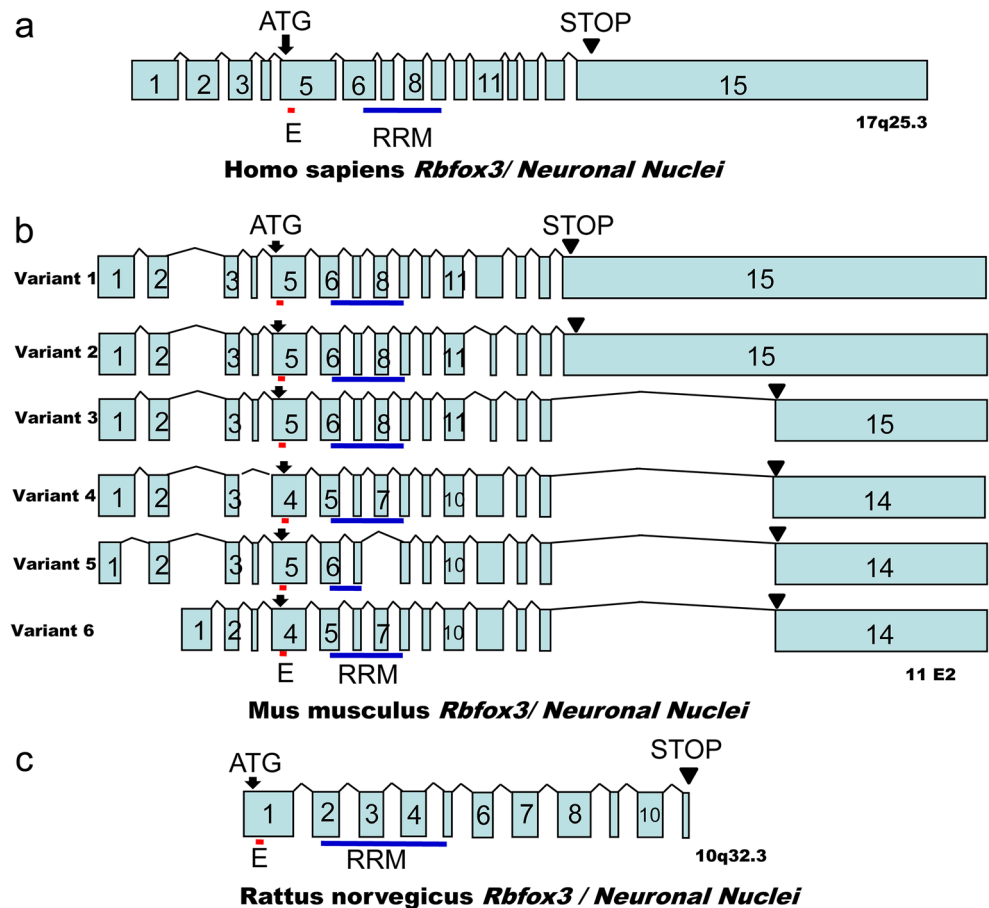 a
ATG STOP
1 2 3 5 6 8 11 15
E RRM
17q25.3
Homo sapiens Rbfox3/ Neuronal Nuclei
b
ATG STOP
Variant 1 1 2 3 5 6 8 11 15
Variant 2 1 2 3 5 6 8 11 15
Variant 3 1 2 3 5 6 8 11 15
Variant 4 1 2 3 4 5 7 10 14
Variant 5 1 2 3 5 6 10 14
Variant 6 1 2 4 5 7 10 14
E RRM
11 E2
Mus musculus Rbfox3/ Neuronal Nuclei
c
ATG STOP
1 2 3 4 6 7 8 10
E RRM
10q32.3
Rattus norvegicus Rbfox3 / Neuronal Nuclei